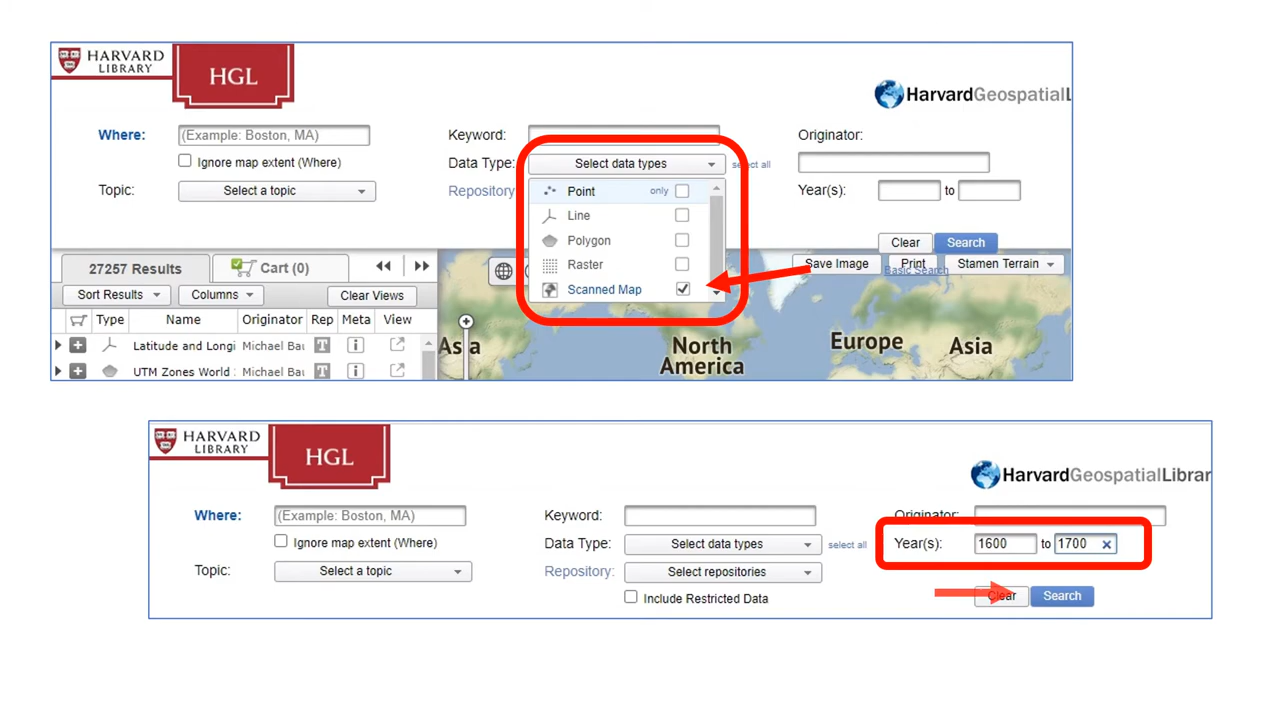 HARVARD
LIBRARY
HGL
HarvardGeospatialL
Where: (Example: Boston, MA) Keyword: Originator:
Ignore map extent (Where) Data Type: Select data types select all
Topic: Select a topic Repository Point only Year(s): to
Line
Polygon Clear Search
27257 Results Cart (0) Raster Save Image Print Stamen Terrain
Basic Search
Sort Results Columns Clear Views Scanned Map
Type Name Originator Rep Meta View
Latitude and Longi Michael Bau T i
UTM Zones World : Michael Bau T i
Asia North America Europe Asia
HARVARD
LIBRARY
HGL
HarvardGeospatialLibrar
Where: (Example: Boston, MA) Keyword: Originator:
Ignore map extent (Where) Data Type: Select data types select all Year(s): 1600 to 1700
Topic: Select a topic Repository: Select repositories
Include Restricted Data Clear Search